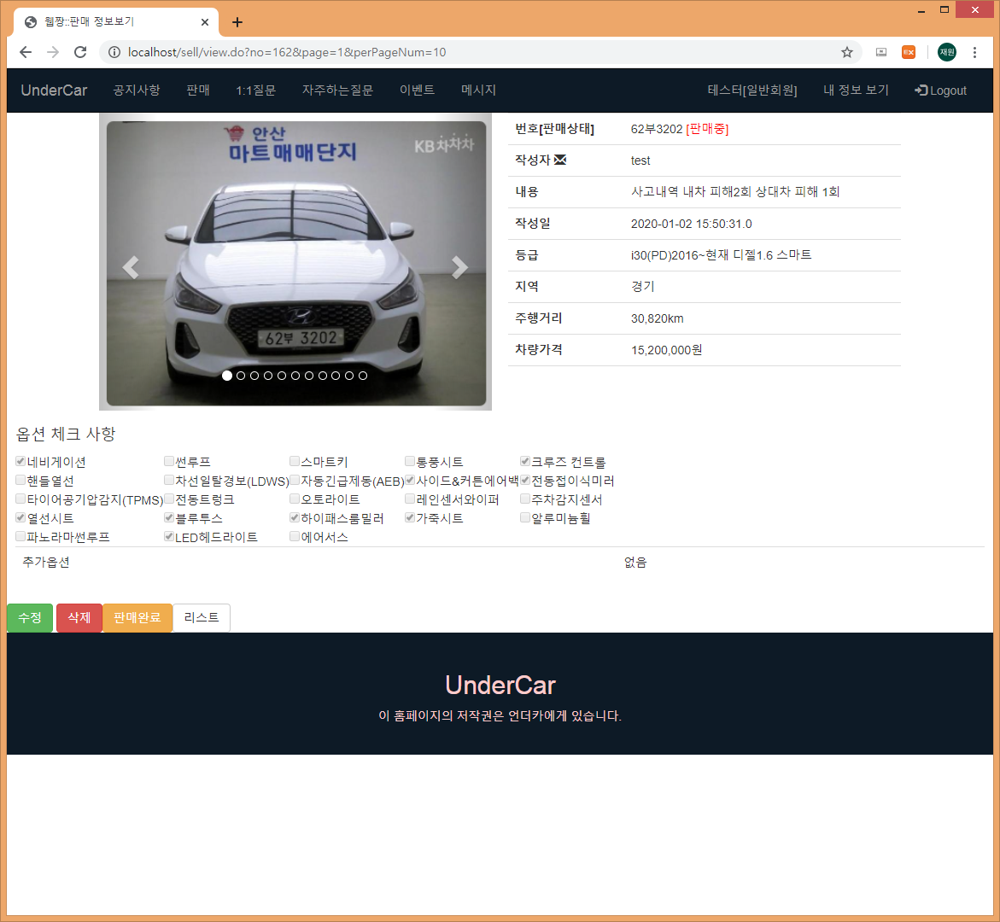 웹짱::판매 정보보기
localhost/sell/view.do?no=162&page=1&perPageNum=10
재원
UnderCar 공지사항 판매 1:1질문 자주하는질문 이벤트 메시지 테스터[일반회원] 내 정보 보기 Logout
안산
마트매매단지
KB차차차
62부 3202
번호[판매상태] 62부3202 [판매중]
작성자 test
내용 사고내역 내차 피해2회 상대차 피해 1회
작성일 2020-01-02 15:50:31.0
등급 i30(PD)2016~현재 디젤1.6 스마트
지역 경기
주행거리 30,820km
차량가격 15,200,000원
옵션 체크 사항
네비게이션 썬루프 스마트키 통풍시트 크루즈 컨트롤
핸들열선 차선일탈경보(LDWS) 자동긴급제동(AEB) 사이드&커튼에어백 전동접이식미러
타이어공기압감지(TPMS) 전동트렁크 오토라이트 레인센서와이퍼 주차감지센서
열선시트 블루투스 하이패스룸밀러 가죽시트 알루미늄휠
파노라마썬루프 LED헤드라이트 에어서스
추가옵션 없음
수정 삭제 판매완료 리스트
UnderCar
이 홈페이지의 저작권은 언더카에게 있습니다.